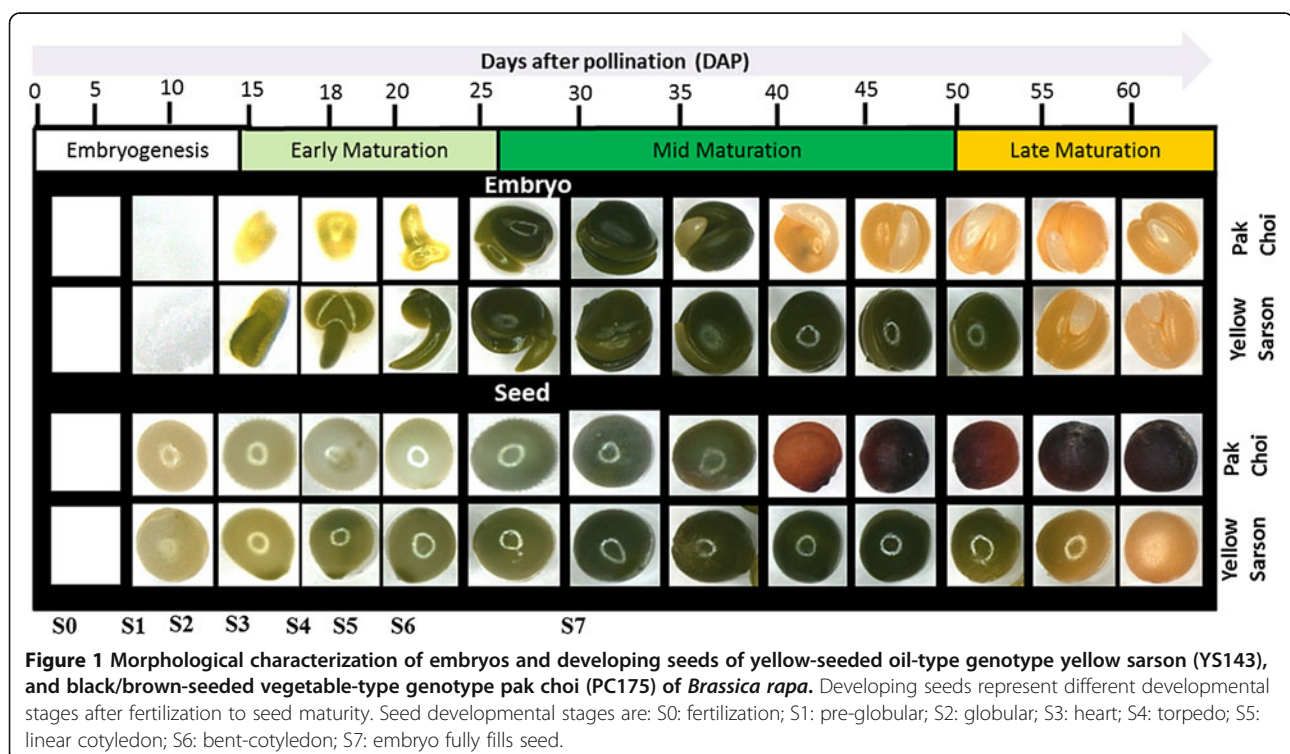 Days after pollination (DAP)
0 5 10 15 18 20 25 30 35 40 45 50 55 60
Embryogenesis Early Maturation Mid Maturation Late Maturation
Embryo
Pak Choi
Yellow Sarson
Seed
Pak Choi
Yellow Sarson
S0 S1 S2 S3 S4 S5 S6 S7
Figure 1 Morphological characterization of embryos and developing seeds of yellow-seeded oil-type genotype yellow sarson (YS143),
and black/brown-seeded vegetable-type genotype pak choi (PC175) of Brassica rapa. Developing seeds represent different developmental
stages after fertilization to seed maturity. Seed developmental stages are: S0: fertilization; S1: pre-globular; S2: globular; S3: heart; S4: torpedo; S5:
linear cotyledon; S6: bent-cotyledon; S7: embryo fully fills seed.